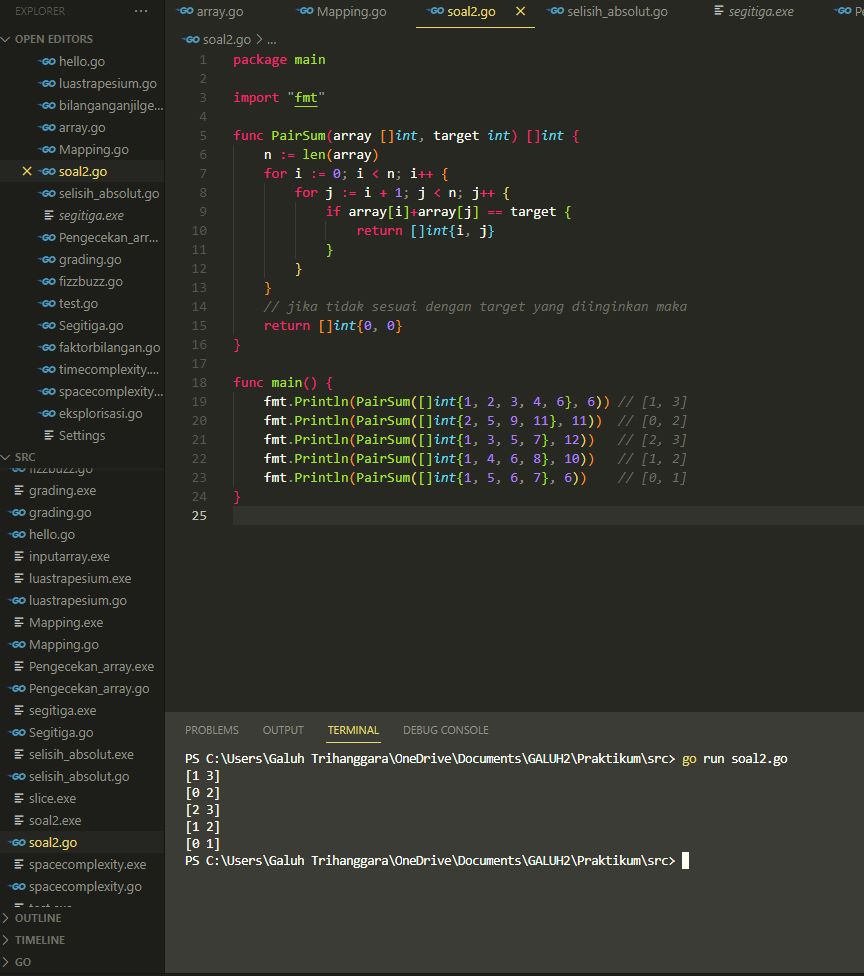 EXPLORER ...
OPEN EDITORS
GO hello.go
GO luastrapesium.go
GO bilanganganjilge...
GO array.go
GO Mapping.go
× GO soal2.go
GO selisih_absolut.go
segitiga.exe
GO Pengecekan_arr...
GO grading.go
GO fizzbuzz.go
GO test.go
GO Segitiga.go
GO faktorbilangan.go
GO timecomplexity....
GO spacecomplexity...
GO eksplorisasi.go
Settings
SRC
GO fizzbuzz.go
grading.exe
GO grading.go
GO hello.go
inputarray.exe
luastrapesium.exe
GO luastrapesium.go
Mapping.exe
GO Mapping.go
Pengecekan_array.exe
GO Pengecekan_array.go
segitiga.exe
GO Segitiga.go
selisih_absolut.exe
GO selisih_absolut.go
slice.exe
soal2.exe
GO soal2.go
spacecomplexity.exe
GO spacecomplexity.go
test.exe
OUTLINE
TIMELINE
GO
GO array.go GO Mapping.go GO soal2.go × GO selisih_absolut.go segitiga.exe GO Pe
GO soal2.go > ...
1 package main
2
3 import "fmt"
4
5 func PairSum(array []int, target int) []int {
6 n := len(array)
7 for i := 0; i < n; i++ {
8 for j := i + 1; j < n; j++ {
9 if array[i]+array[j] == target {
10 return []int{i, j}
11 }
12 }
13 }
14 // jika tidak sesuai dengan target yang diinginkan maka
15 return []int{0, 0}
16 }
17
18 func main() {
19 fmt.Println(PairSum([]int{1, 2, 3, 4, 6}, 6)) // [1, 3]
20 fmt.Println(PairSum([]int{2, 5, 9, 11}, 11)) // [0, 2]
21 fmt.Println(PairSum([]int{1, 3, 5, 7}, 12)) // [2, 3]
22 fmt.Println(PairSum([]int{1, 4, 6, 8}, 10)) // [1, 2]
23 fmt.Println(PairSum([]int{1, 5, 6, 7}, 6)) // [0, 1]
24 }
25
PROBLEMS OUTPUT TERMINAL DEBUG CONSOLE
PS C:\Users\Galuh Trihanggara\OneDrive\Documents\GALUH2\Praktikum\src> go run soal2.go
[1 3]
[0 2]
[2 3]
[1 2]
[0 1]
PS C:\Users\Galuh Trihanggara\OneDrive\Documents\GALUH2\Praktikum\src>